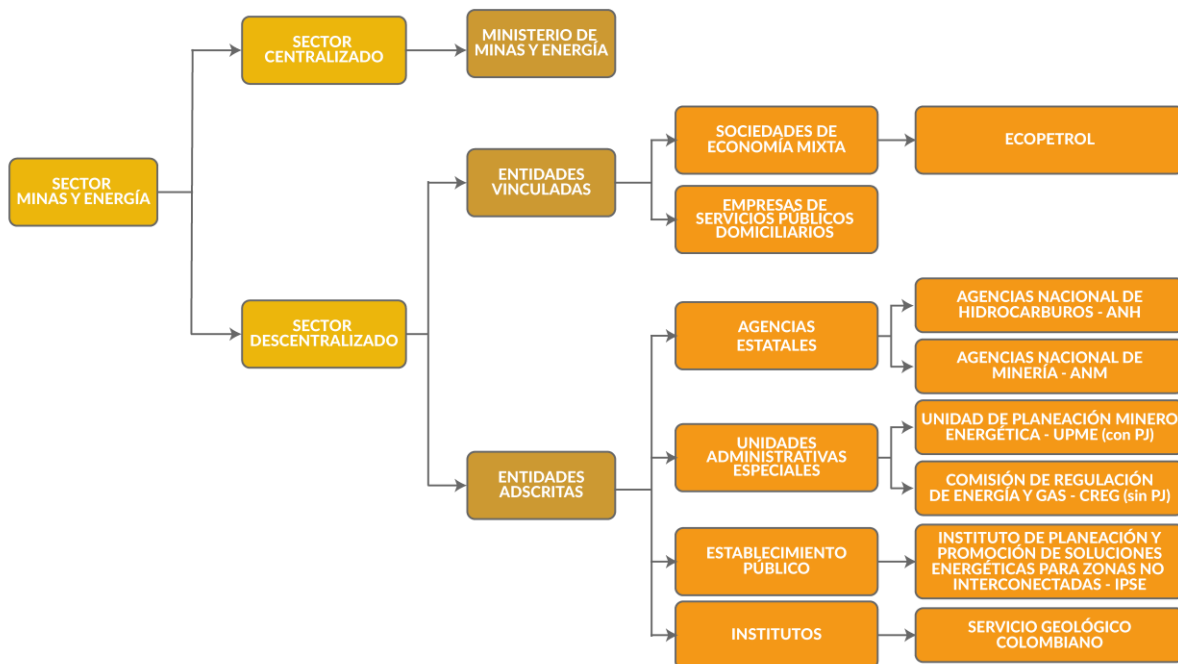 SECTOR
MINAS Y ENERGÍA
SECTOR
CENTRALIZADO
MINISTERIO DE
MINAS Y ENERGÍA
SECTOR
DESCENTRALIZADO
ENTIDADES
VINCULADAS
SOCIEDADES DE
ECONOMÍA MIXTA
ECOPETROL
EMPRESAS DE
SERVICIOS PÚBLICOS
DOMICILIARIOS
ENTIDADES
ADSCRITAS
AGENCIAS
ESTATALES
AGENCIAS NACIONAL DE
HIDROCARBUROS - ANH
AGENCIAS NACIONAL DE
MINERÍA - ANM
UNIDADES
ADMINISTRATIVAS
ESPECIALES
UNIDAD DE PLANEACIÓN MINERO
ENERGÉTICA - UPME (con PJ)
COMISIÓN DE REGULACIÓN
DE ENERGÍA Y GAS - CREG (sin PJ)
ESTABLECIMIENTO
PÚBLICO
INSTITUTO DE PLANEACIÓN Y
PROMOCIÓN DE SOLUCIONES
ENERGÉTICAS PARA ZONAS NO
INTERCONECTADAS - IPSE
INSTITUTOS
SERVICIO GEOLÓGICO
COLOMBIANO